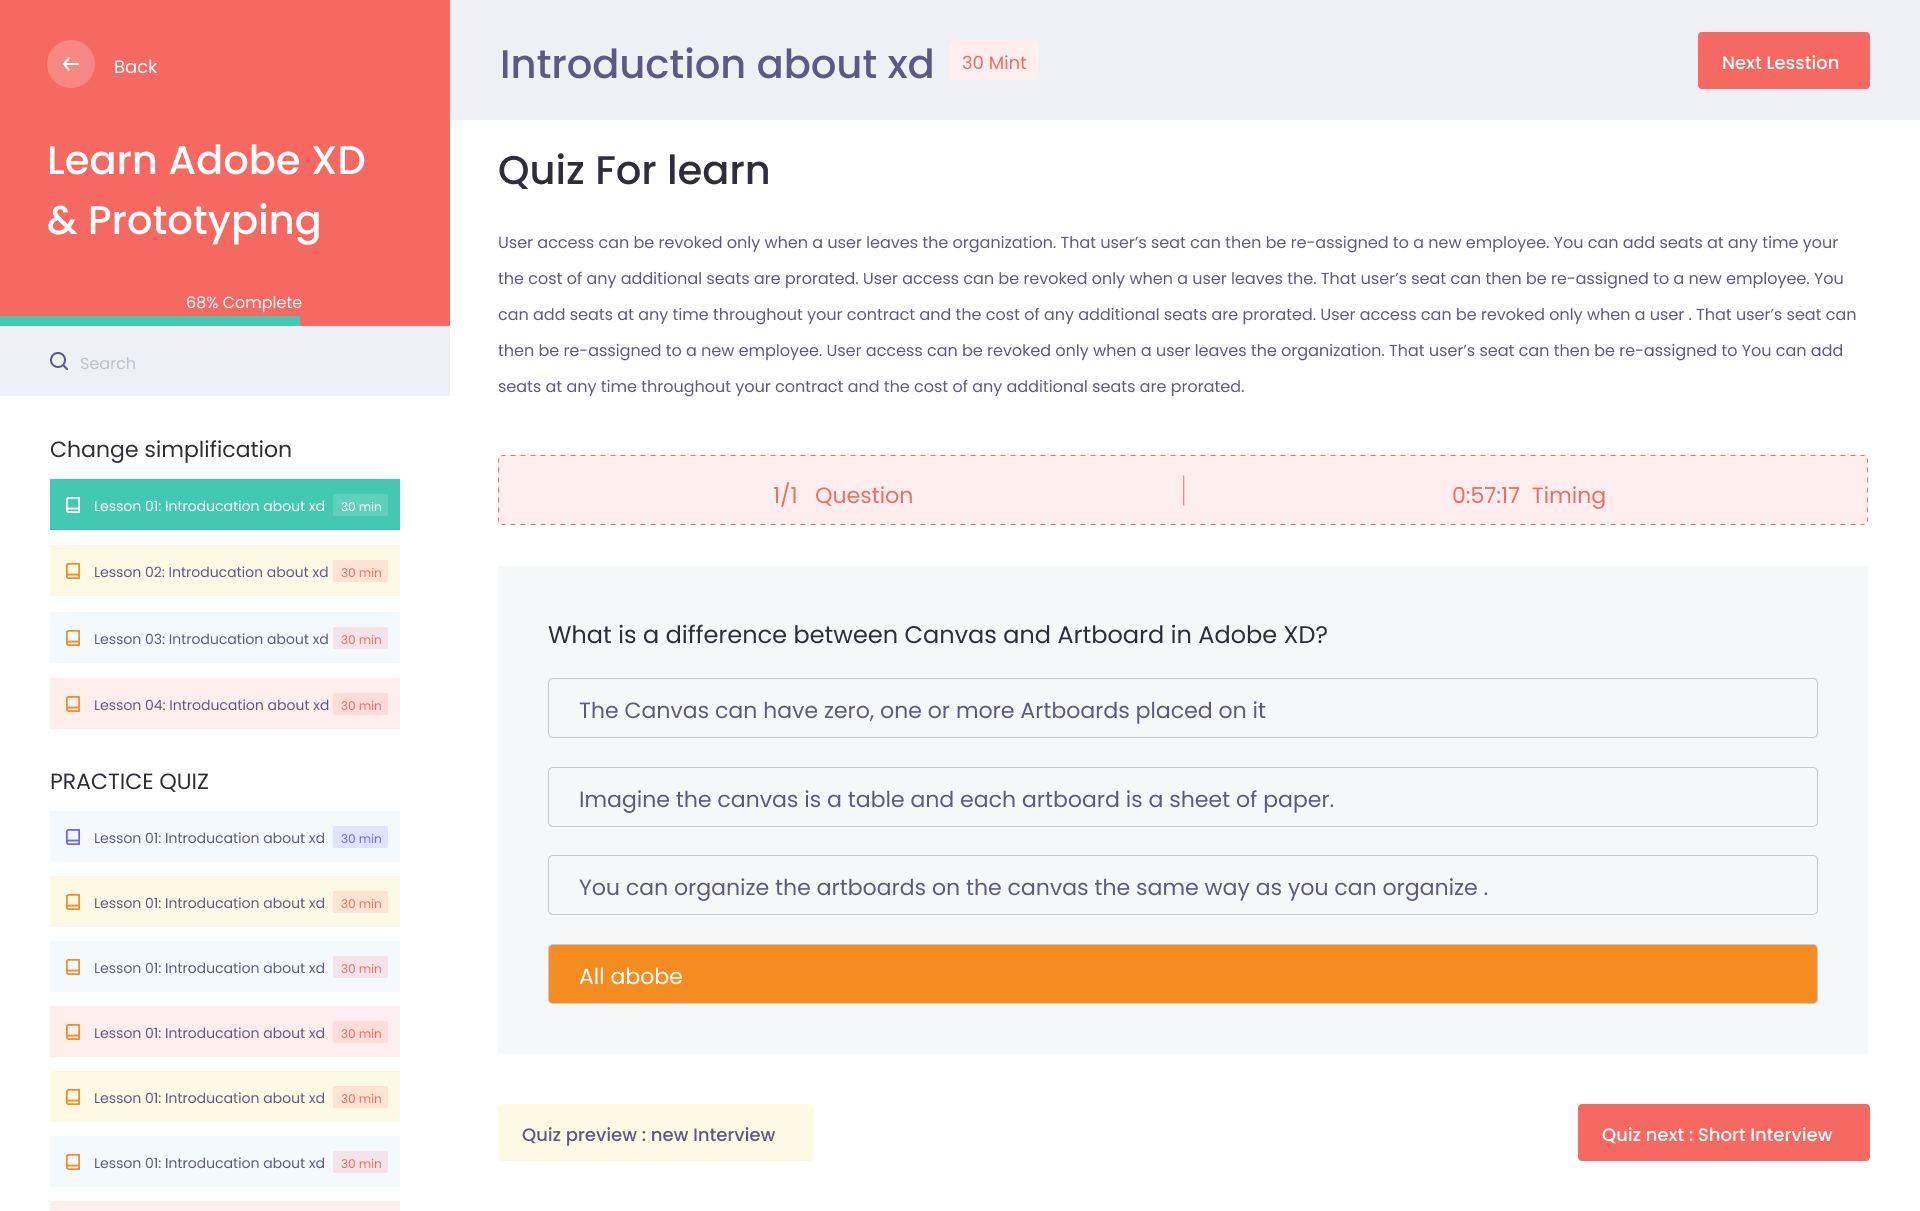 Back
Learn Adobe XD
& Prototyping
68% Complete
Search
Change simplification
Lesson 01: Introducation about xd 30 min
Lesson 02: Introducation about xd 30 min
Lesson 03: Introducation about xd 30 min
Lesson 04: Introducation about xd 30 min
PRACTICE QUIZ
Lesson 01: Introducation about xd 30 min
Lesson 01: Introducation about xd 30 min
Lesson 01: Introducation about xd 30 min
Lesson 01: Introducation about xd 30 min
Lesson 01: Introducation about xd 30 min
Lesson 01: Introducation about xd 30 min
Introduction about xd 30 Mint
Next Lesstion
Quiz For learn
User access can be revoked only when a user leaves the organization. That user’s seat can then be re-assigned to a new employee. You can add seats at any time your
the cost of any additional seats are prorated. User access can be revoked only when a user leaves the. That user’s seat can then be re-assigned to a new employee. You
can add seats at any time throughout your contract and the cost of any additional seats are prorated. User access can be revoked only when a user . That user’s seat can
then be re-assigned to a new employee. User access can be revoked only when a user leaves the organization. That user’s seat can then be re-assigned to You can add
seats at any time throughout your contract and the cost of any additional seats are prorated.
1/1 Question
0:57:17 Timing
What is a difference between Canvas and Artboard in Adobe XD?
The Canvas can have zero, one or more Artboards placed on it
Imagine the canvas is a table and each artboard is a sheet of paper.
You can organize the artboards on the canvas the same way as you can organize .
All abobe
Quiz preview : new Interview
Quiz next : Short Interview